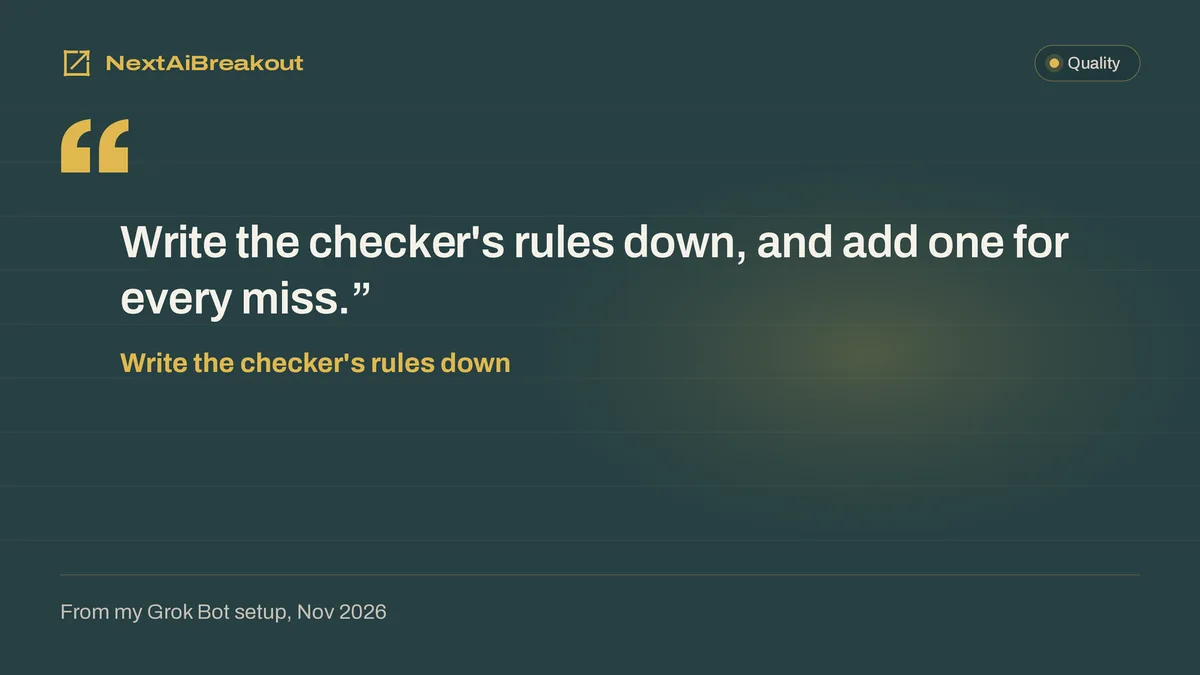 NextAiBreakout
Quality
“
Write the checker's rules down, and add one for
every miss.”
Write the checker's rules down
From my Grok Bot setup, Nov 2026